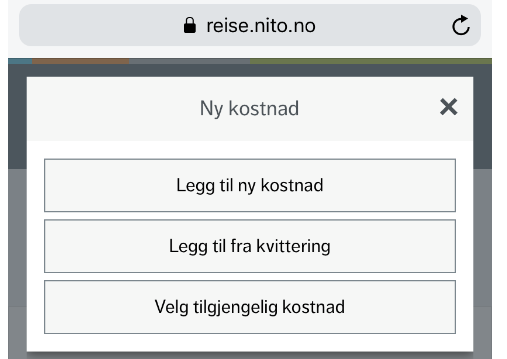 reise.nito.no
Ny kostnad
Legg til ny kostnad
Legg til fra kvittering
Velg tilgjengelig kostnad